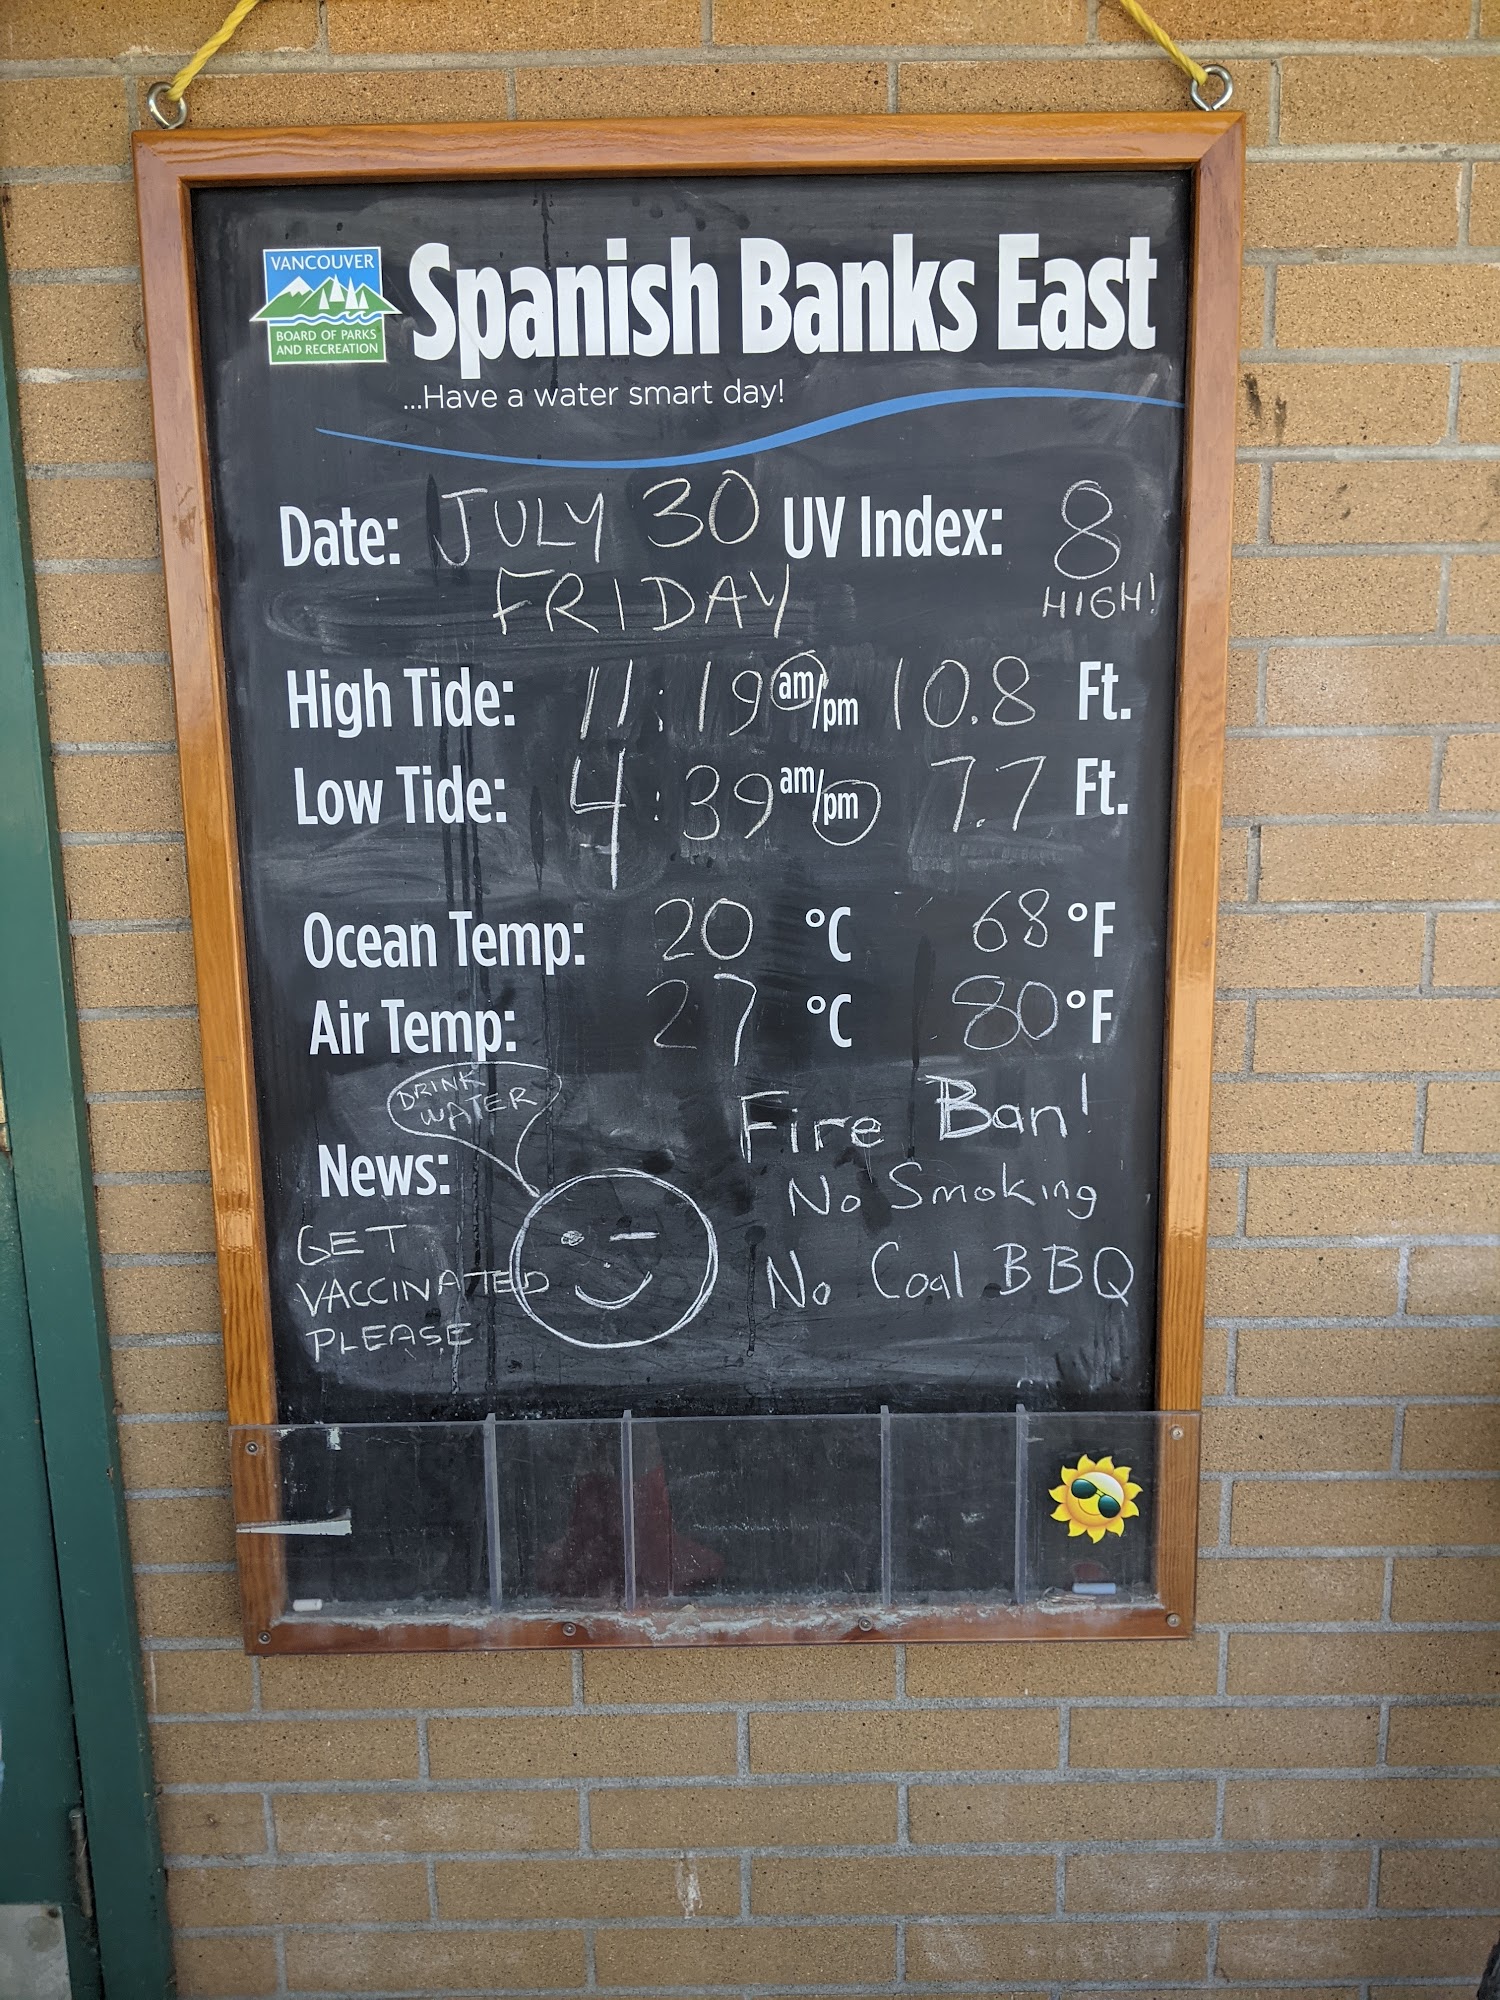 VANCOUVER
BOARD OF PARKS
AND RECREATION
Spanish Banks East
...Have a water smart day!
Date: JULY 30 UV Index: 8
FRIDAY HIGH!
High Tide: 11:19 am/pm 10.8 Ft.
Low Tide: 4:39 am/pm 7.7 Ft.
Ocean Temp: 20 °C 68 °F
Air Temp: 27 °C 80 °F
DRINK
WATER
News:
GET
VACCINATED
PLEASE
Fire Ban!
No Smoking
No Coal BBQ